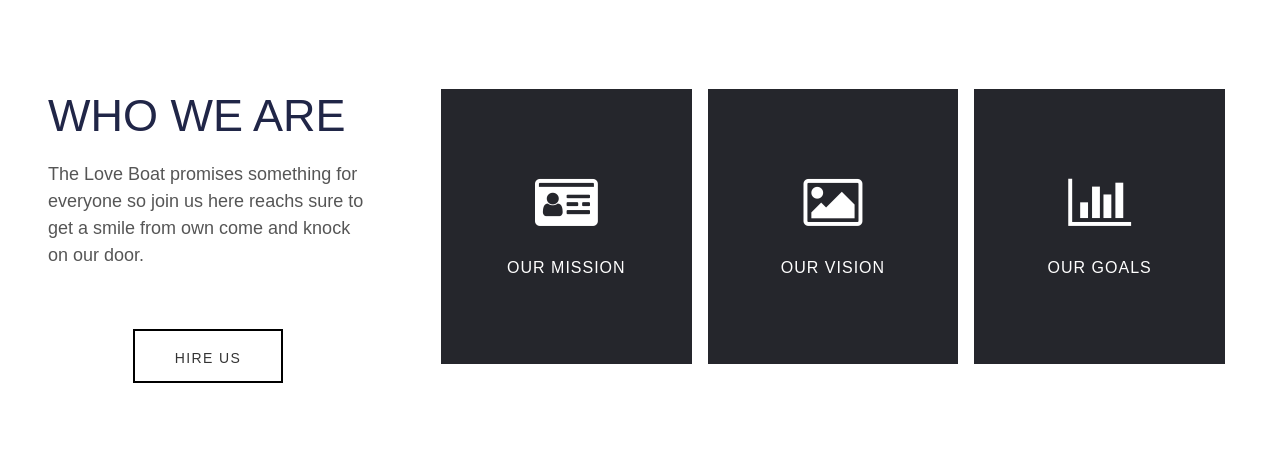 WHO WE ARE
The Love Boat promises something for
everyone so join us here reachs sure to
get a smile from own come and knock
on our door.
HIRE US
OUR MISSION
OUR VISION
OUR GOALS